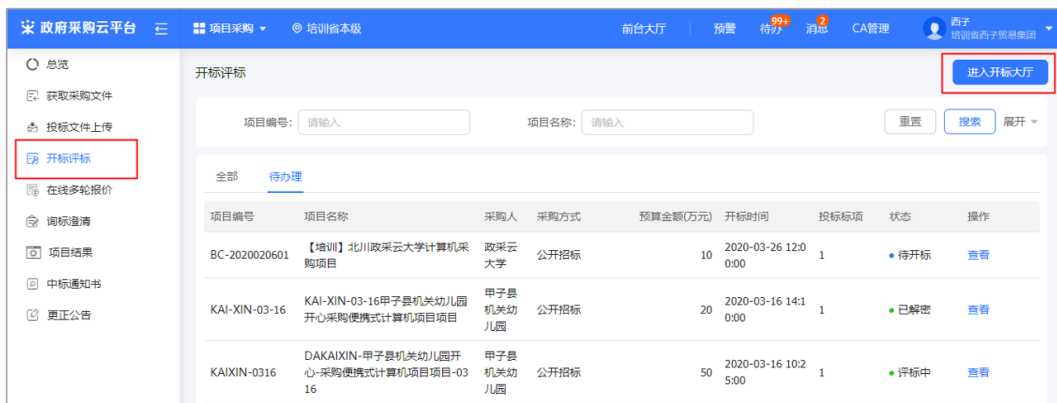 政府采购云平台 项目采购 培训省本级 前台大厅 预警 待办 99+ 消息 2 CA管理 西子
培训省西子贸易集团
总览
获取采购文件
投标文件上传
开标评标
在线多轮报价
询标澄清
项目结果
中标通知书
更正公告
开标评标 进入开标大厅
项目编号: 请输入 项目名称: 请输入 重置 搜索 展开
全部 待办理
项目编号 项目名称 采购人 采购方式 预算金额(万元) 开标时间 投标标项 状态 操作
BC-2020020601 【培训】北川政采云大学计算机采 政采云 公开招标 10 2020-03-26 12:0 1 待开标 查看
购项目 大学 0:00
KAI-XIN-03-16 KAI-XIN-03-16甲子县机关幼儿园 甲子县 公开招标 20 2020-03-16 14:1 1 已解密 查看
开心采购便携式计算机项目项目 机关幼 0:00
儿园
KAIXIN-0316 DAKAIXIN-甲子县机关幼儿园开 甲子县 公开招标 50 2020-03-16 10:2 1 评标中 查看
心-采购便携式计算机项目项目-03 机关幼 5:00
16 儿园